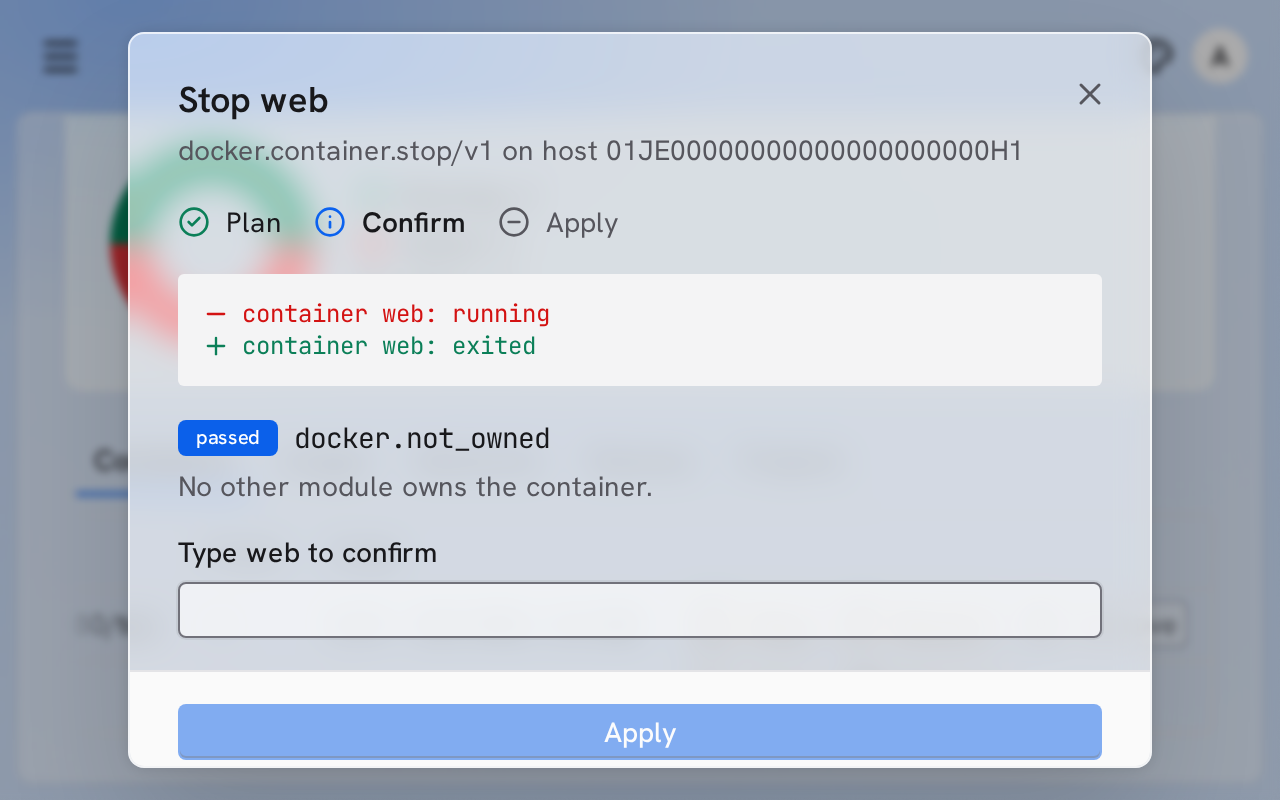 A
Stop web
docker.container.stop/v1 on host 01JE00000000000000000000H1
Plan Confirm Apply
− container web: running
+ container web: exited
passed docker.not_owned
No other module owns the container.
Type web to confirm
Apply